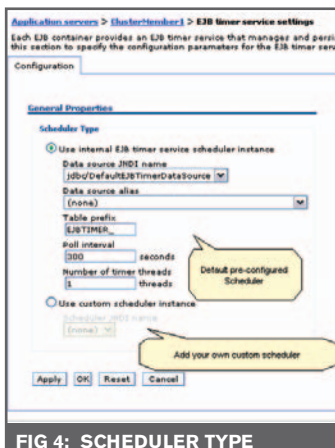 Application servers > ClusterMember1 > EJB timer service settings
Each EJB container provides an EJB timer service that manages and persi
this section to specify the configuration parameters for the EJB timer serv
Configuration
General Properties
Scheduler Type
Use internal EJB timer service scheduler instance
Data source JNDI name
jdbc/DefaultEJBTimerDataSource
Data source alias
(none)
Table prefix
EJBTIMER_
Poll interval
300 seconds
Number of timer threads
1 threads
Default pre-configured
Scheduler
Use custom scheduler instance
Scheduler JNDI name
(none)
Add your own custom scheduler
Apply OK Reset Cancel
FIG 4: SCHEDULER TYPE